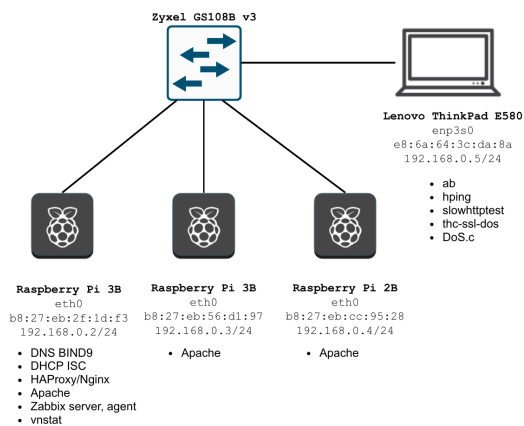 Zyxel GS108B v3
Lenovo ThinkPad E580
enp3s0
e8:6a:64:3c:da:8a
192.168.0.5/24
• ab
• hping
• slowhttptest
• thc-ssl-dos
• DoS.c
Raspberry Pi 3B
eth0
b8:27:eb:2f:1d:f3
192.168.0.2/24
• DNS BIND9
• DHCP ISC
• HAProxy/Nginx
• Apache
• Zabbix server, agent
• vnstat
Raspberry Pi 3B
eth0
b8:27:eb:56:d1:97
192.168.0.3/24
• Apache
Raspberry Pi 2B
eth0
b8:27:eb:cc:95:28
192.168.0.4/24
• Apache